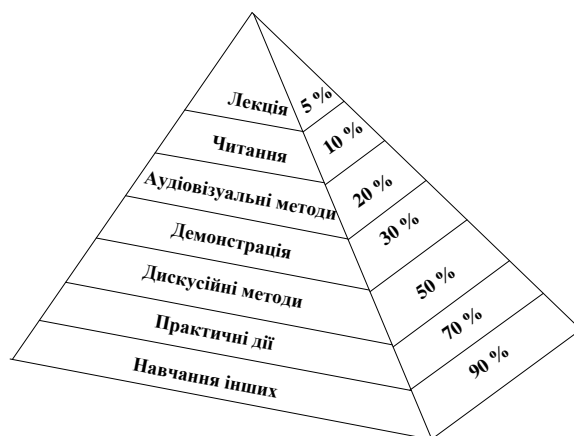 Лекція 5 %
Читання 10 %
Аудіовізуальні методи 20 %
Демонстрація 30 %
Дискусійні методи 50 %
Практичні дії 70 %
Навчання інших 90 %